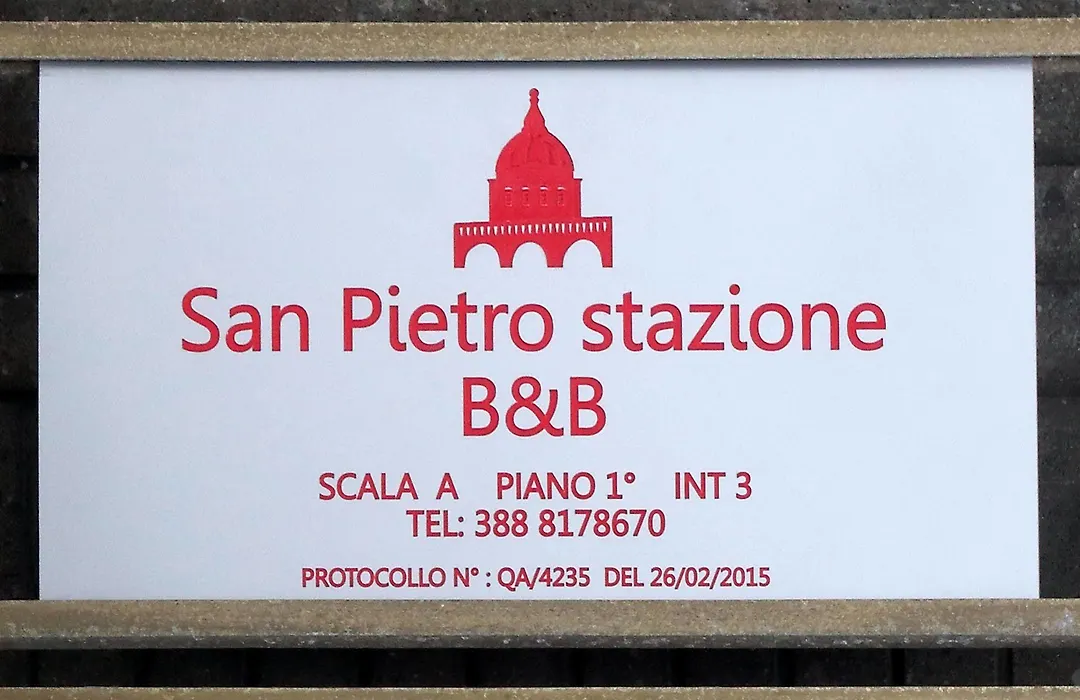 San Pietro stazione
B&B
SCALA A PIANO 1° INT 3
TEL: 388 8178670
PROTOCOLLO N° : QA/4235 DEL 26/02/2015